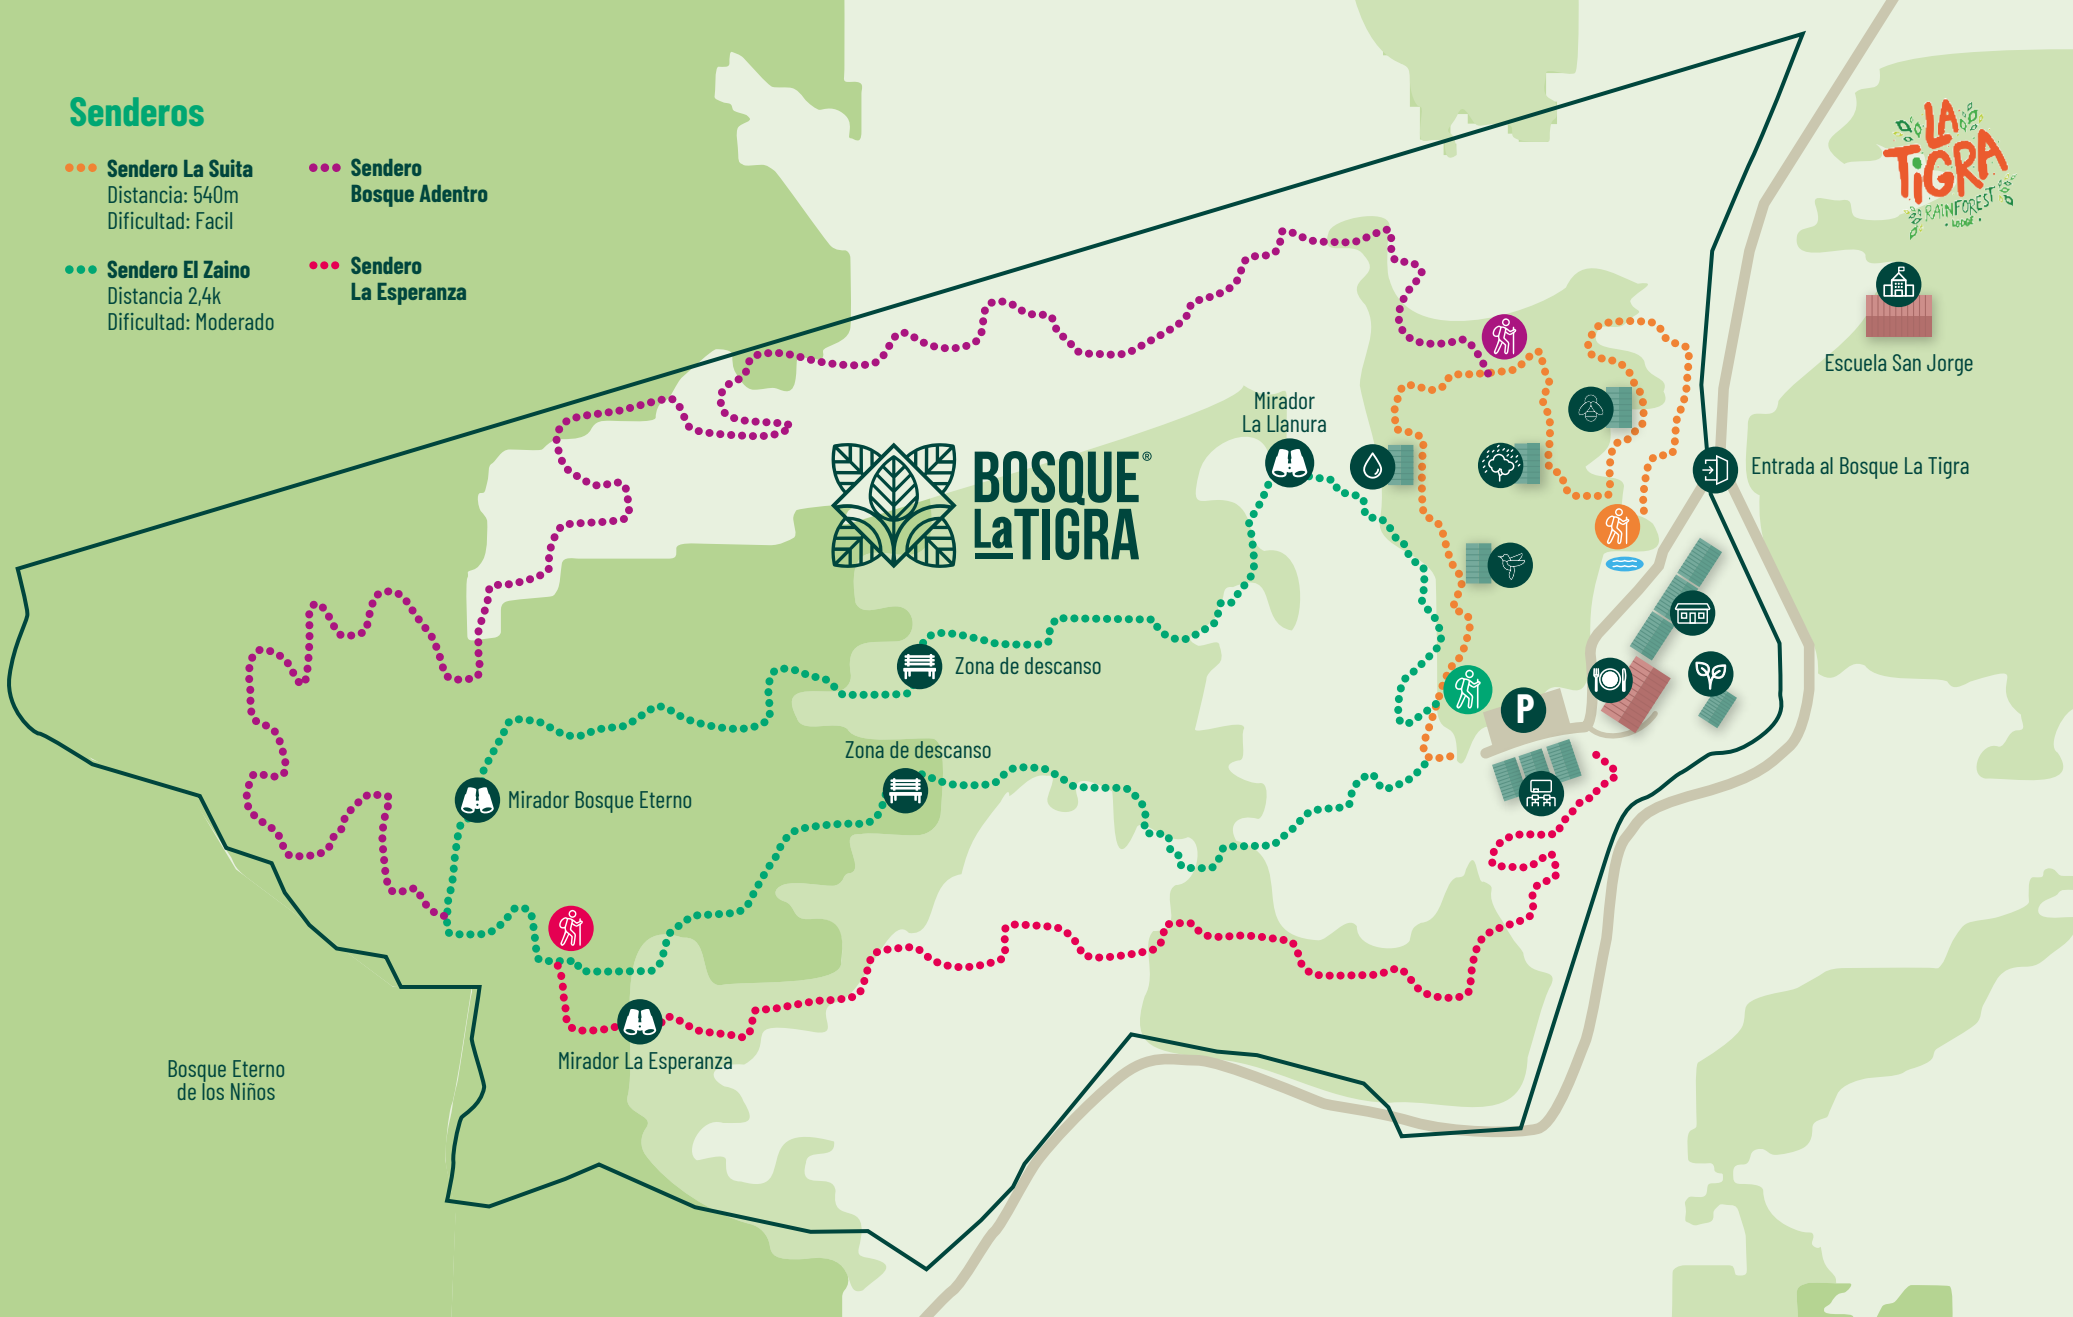 Senderos
Sendero La Suita
Distancia: 540m
Dificultad: Facil
Sendero El Zaino
Distancia 2,4k
Dificultad: Moderado
Sendero
Bosque Adentro
Sendero
La Esperanza
LA
TIGRA
RAINFOREST
LODGE
Escuela San Jorge
Mirador
La Llanura
BOSQUE®
LaTIGRA
Entrada al Bosque La Tigra
Zona de descanso
P
Zona de descanso
Mirador Bosque Eterno
Mirador La Esperanza
Bosque Eterno
de los Niños